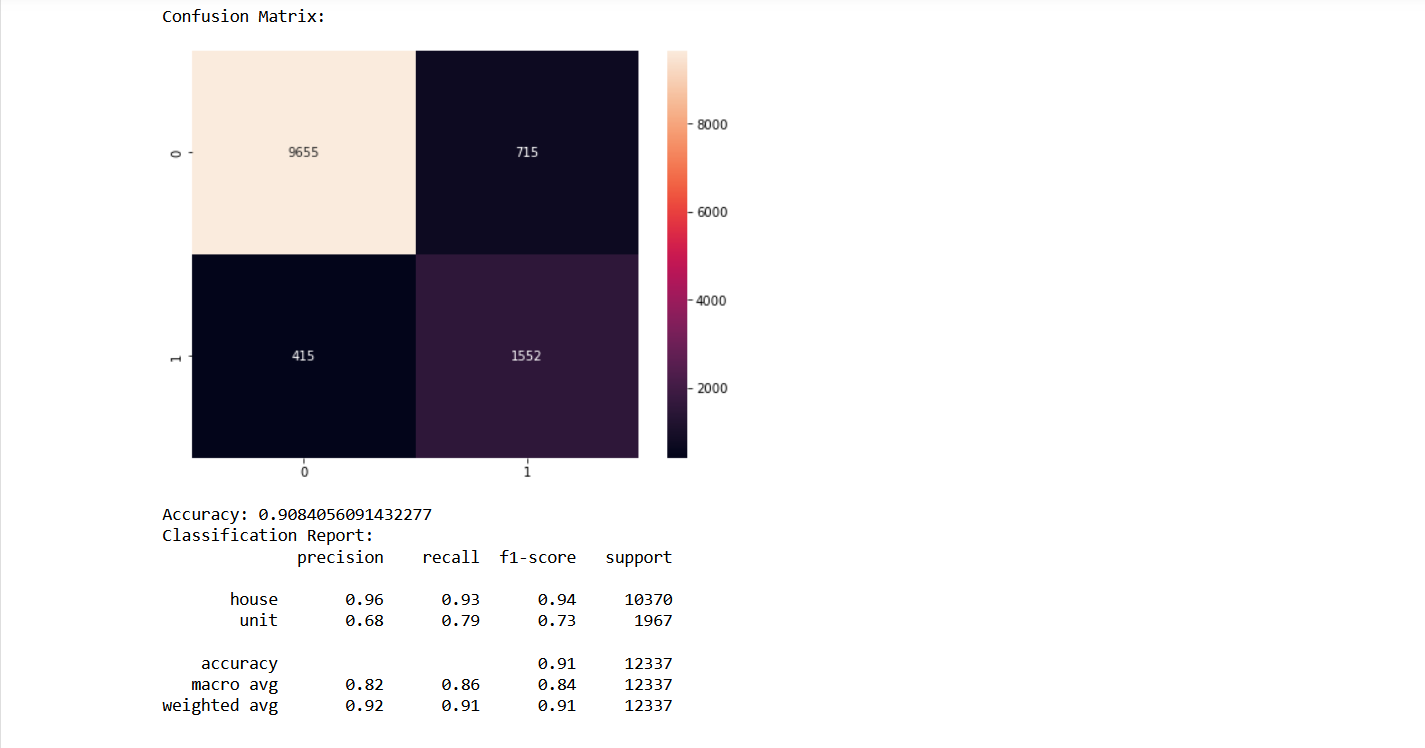 Confusion Matrix:
8000
0
9655
715
6000
4000
1
415
1552
2000
0
1
Accuracy: 0.9084056091432277
Classification Report:
precision recall f1-score support
house 0.96 0.93 0.94 10370
unit 0.68 0.79 0.73 1967
accuracy 0.91 12337
macro avg 0.82 0.86 0.84 12337
weighted avg 0.92 0.91 0.91 12337